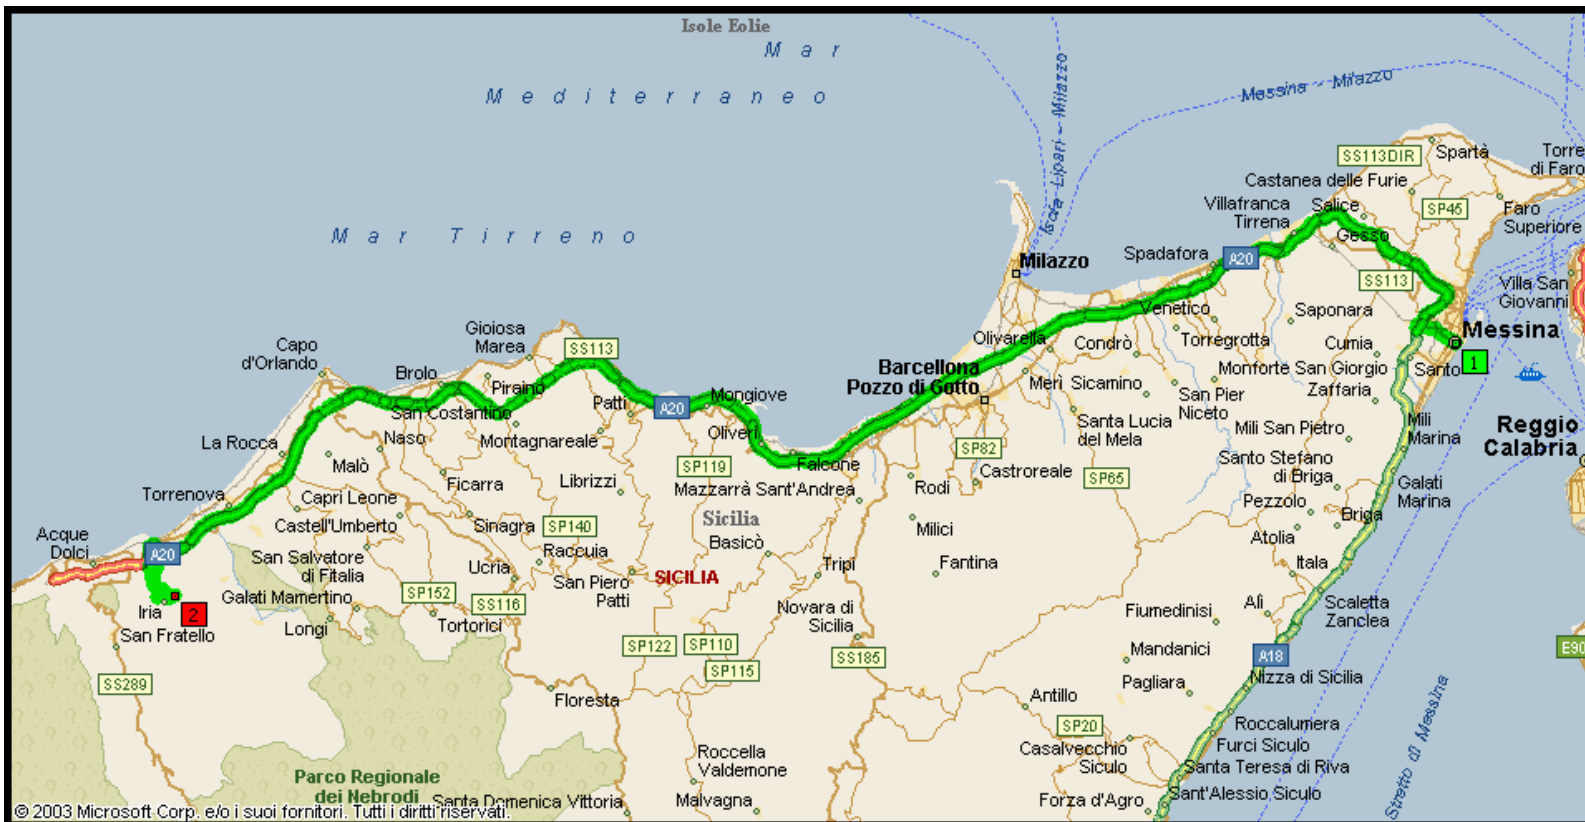 Isole Eolie
Mar
Mediterraneo
Mar Tirreno
Isola Lipari - Milazzo
Messina - Milazzo
SS113DIR
Spartà
Torre
di Faro
Castanea delle Furie
Villafranca
Tirrena
Salice
SP45
Faro
Superiore
Gesso
Spadafora
A20
SS113
Milazzo
Villa San
Giovanni
Venetico
Saponara
Messina
1
Gioiosa
Marea
Capo
d'Orlando
SS113
Olivarella
Condrò
Torregrotta
Cumia
Santo
Brolo
Piraino
Barcellona
Pozzo di Gotto
Meri
Sicamino
Monforte San Giorgio
Zaffaria
San Costantino
Patti
A20
Mongiove
San Pier
Niceto
Reggio
Calabria
La Rocca
Naso
Montagnareale
Oliveri
Santa Lucia
del Mela
Mili San Pietro
Mili
Marina
Malò
Ficarra
Librizzi
SP119
Falcone
SP82
Castroreale
SP65
Santo Stefano
di Briga
Galati
Marina
Torrenova
Capri Leone
Mazzarrà Sant'Andrea
Rodi
Pezzolo
Castell'Umberto
Sinagra
SP140
Sicilia
Milici
Briga
Acque
Dolci
A20
San Salvatore
di Fitalia
Raccuia
Basicò
Atolia
Ucria
San Piero
Patti
SICILIA
Tripi
Fantina
Itala
Iria
2
Galati Mamertino
SP152
SS116
Novara di
Sicilia
Fiumedinisi
Alì
Scaletta
Zanclea
San Fratello
Longi
Tortorici
SP122
SP110
SS185
Mandanici
A18
E90
SS289
SP115
Pagliara
Nizza di Sicilia
Floresta
Antillo
SP20
Roccalumera
Stretto di Messina
Casalvecchio
Siculo
Furci Siculo
Roccella
Valdemone
Santa Teresa di Riva
Parco Regionale
dei Nebrodi
Santa Domenica Vittoria
Malvagna
Forza d'Agro
Sant'Alessio Siculo
© 2003 Microsoft Corp. e/o i suoi fornitori. Tutti i diritti riservati.